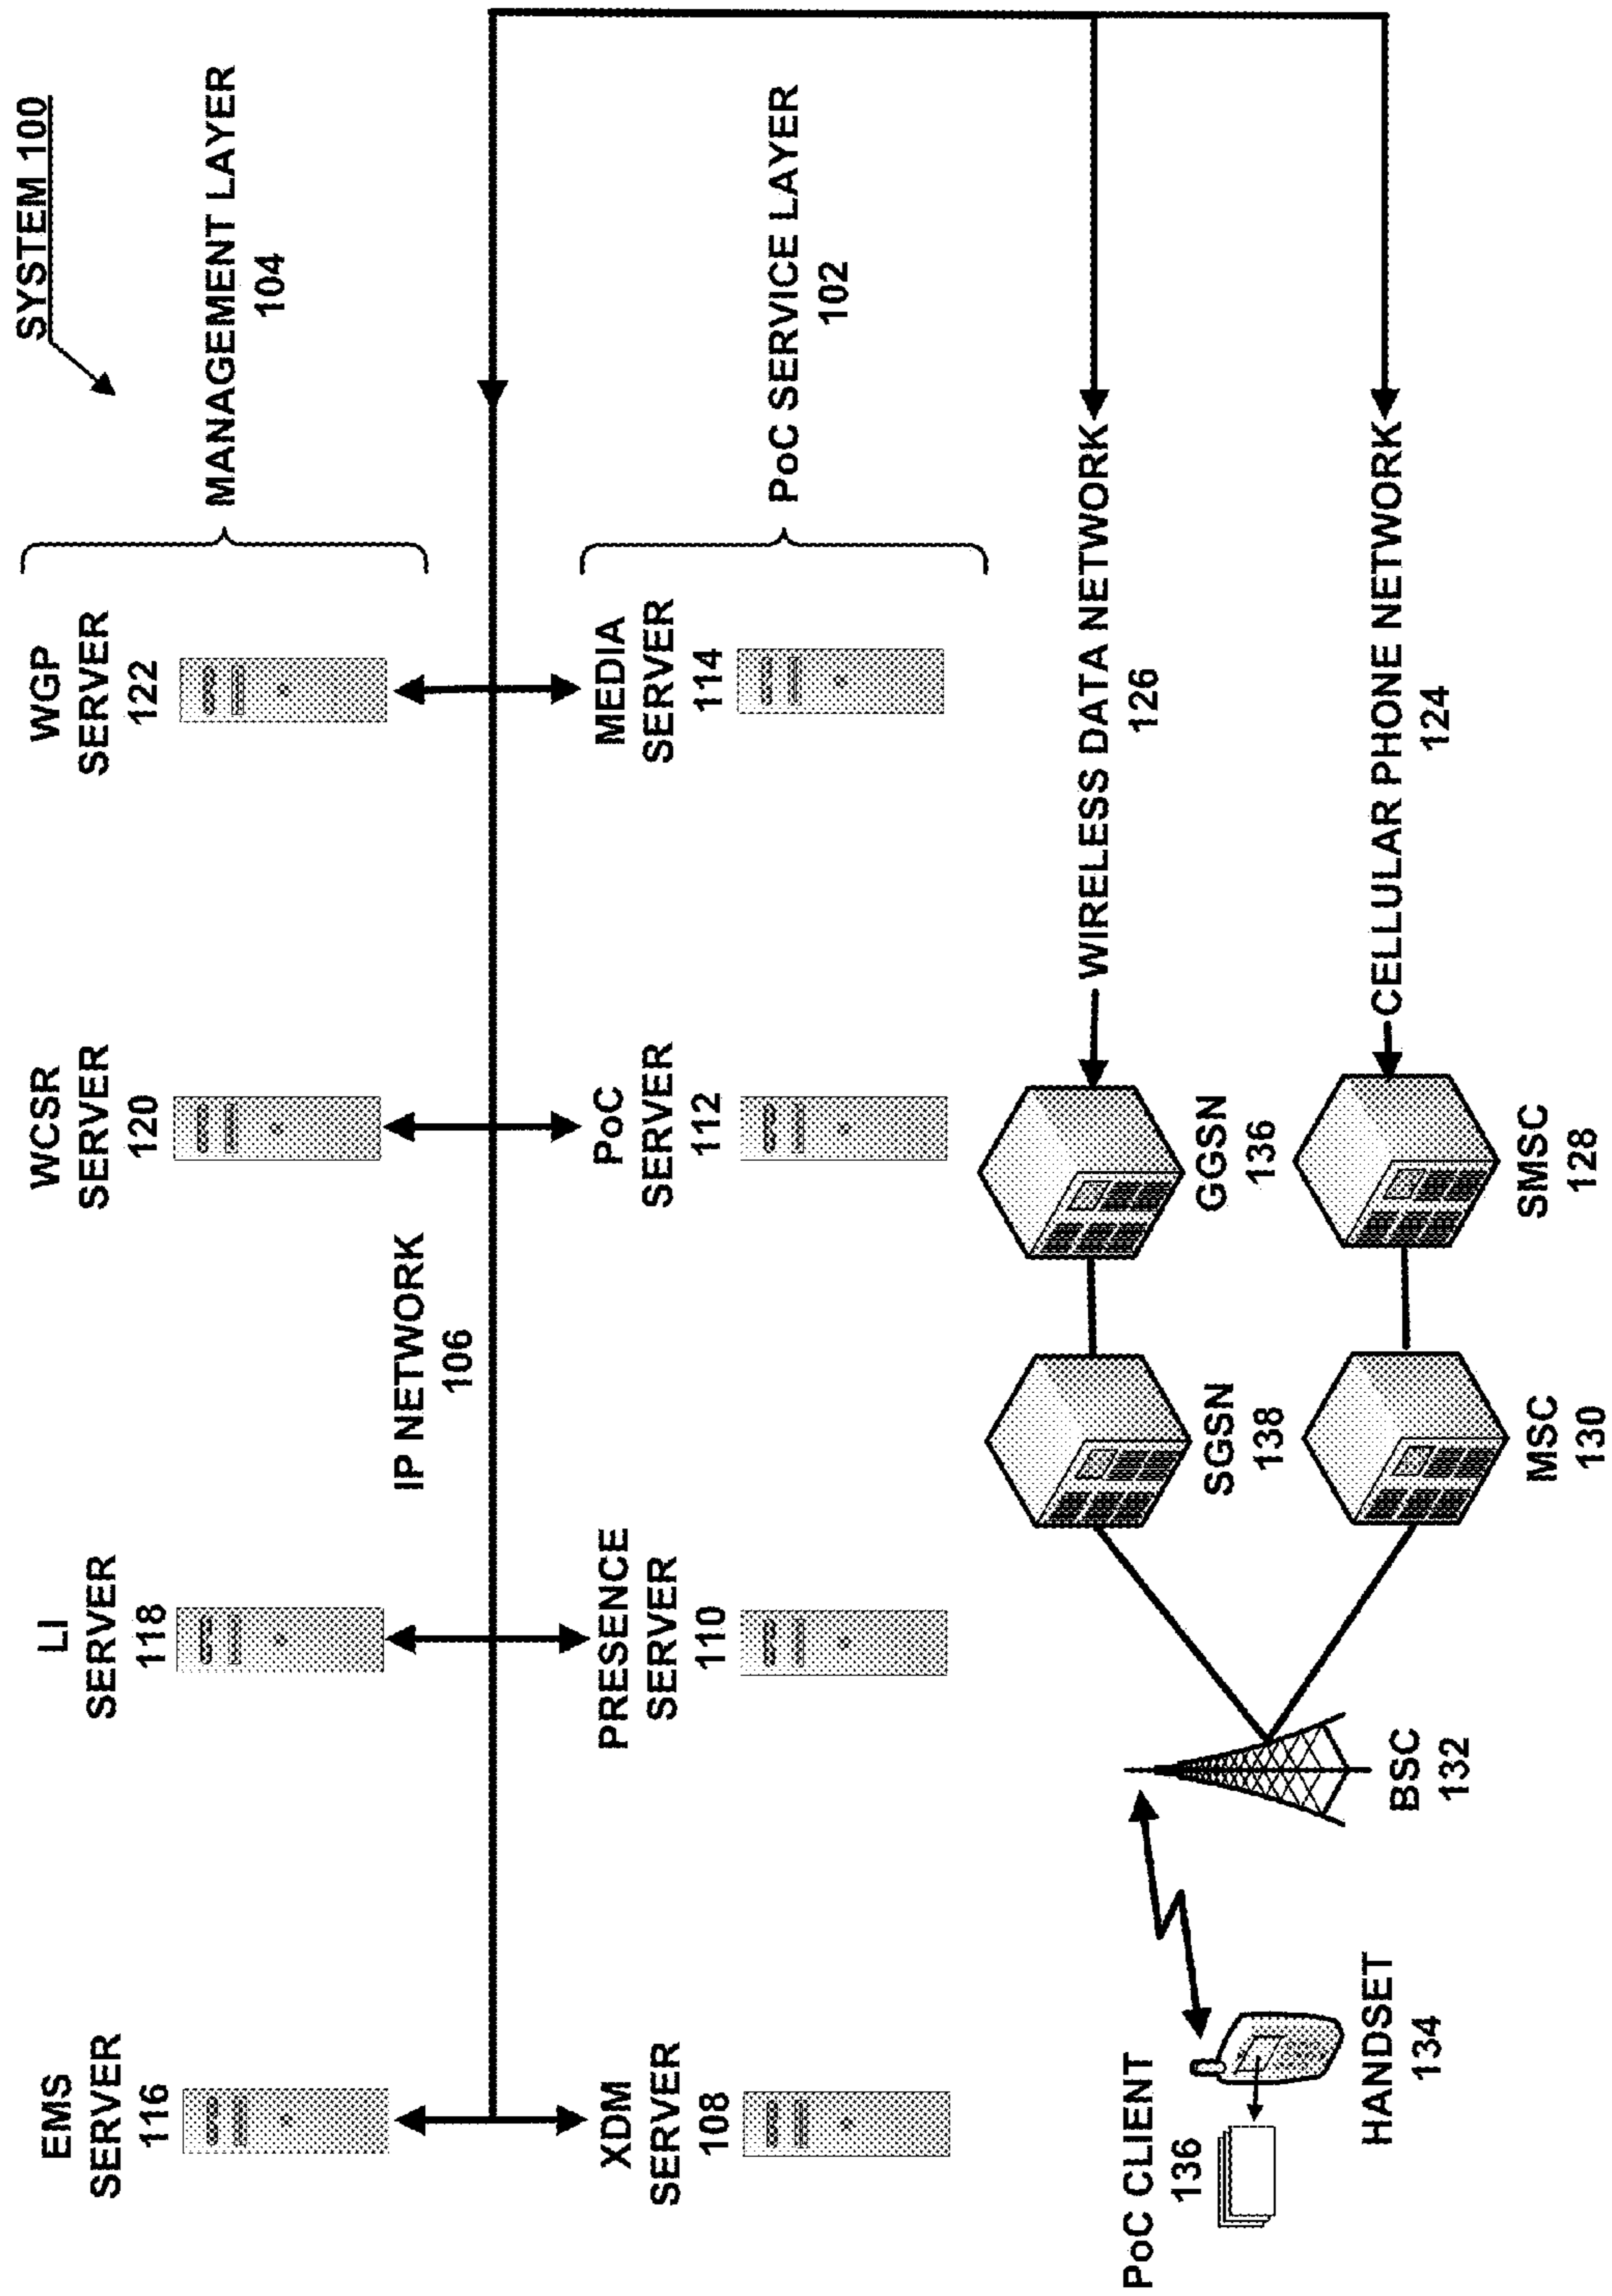 SYSTEM 100
EMS
SERVER
116
LI
SERVER
118
WCSR
SERVER
120
WGP
SERVER
122
MANAGEMENT LAYER
104
IP NETWORK
106
XDM
SERVER
108
PRESENCE
SERVER
110
PoC
SERVER
112
MEDIA
SERVER
114
PoC SERVICE LAYER
102
PoC CLIENT
136
HANDSET
134
BSC
132
SGSN
138
GGSN
136
WIRELESS DATA NETWORK
126
MSC
130
SMSC
128
CELLULAR PHONE NETWORK
124